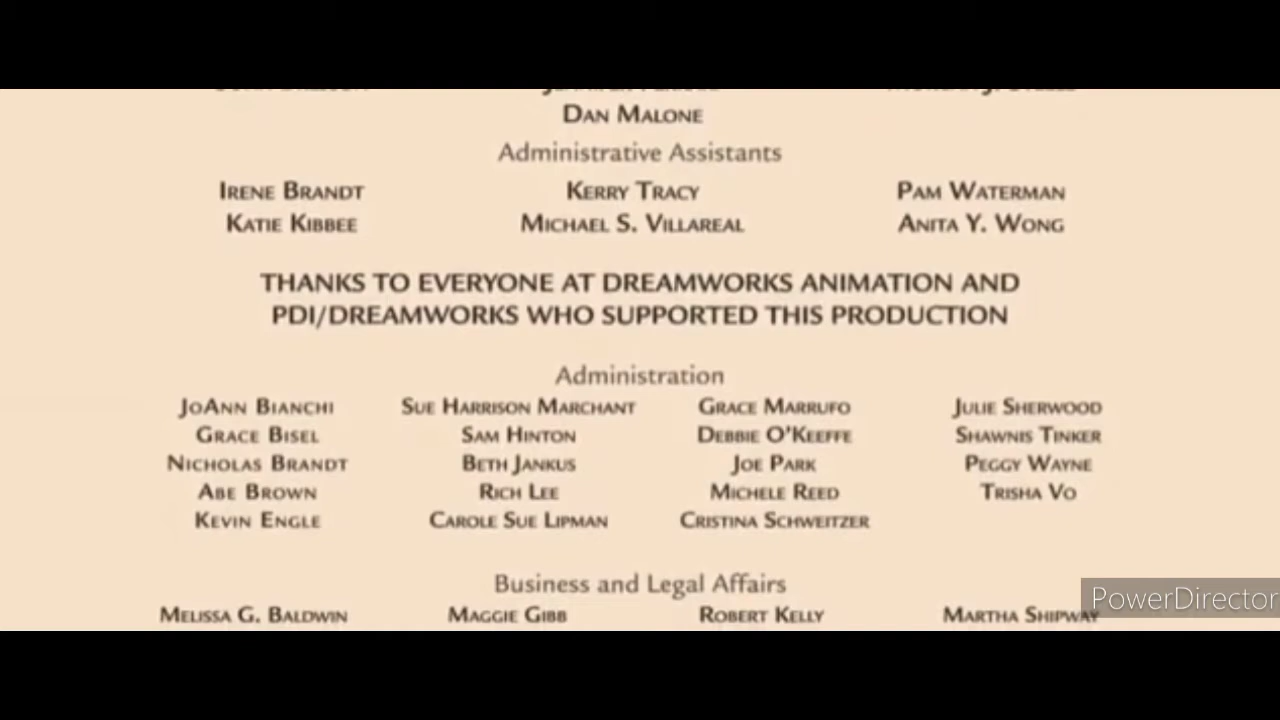 Dan Malone
Administrative Assistants
Irene Brandt Kerry Tracy Pam Waterman
Katie Kibbee Michael S. Villareal Anita Y. Wong
THANKS TO EVERYONE AT DREAMWORKS ANIMATION AND
PDI/DREAMWORKS WHO SUPPORTED THIS PRODUCTION
Administration
JoAnn Bianchi Sue Harrison Marchant Grace Marrufo Julie Sherwood
Grace Bisel Sam Hinton Debbie O'Keeffe Shawnis Tinker
Nicholas Brandt Beth Jankus Joe Park Peggy Wayne
Abe Brown Rich Lee Michele Reed Trisha Vo
Kevin Engle Carole Sue Lipman Cristina Schweitzer
Business and Legal Affairs
Melissa G. Baldwin Maggie Gibb Robert Kelly Martha Shipway
PowerDirector